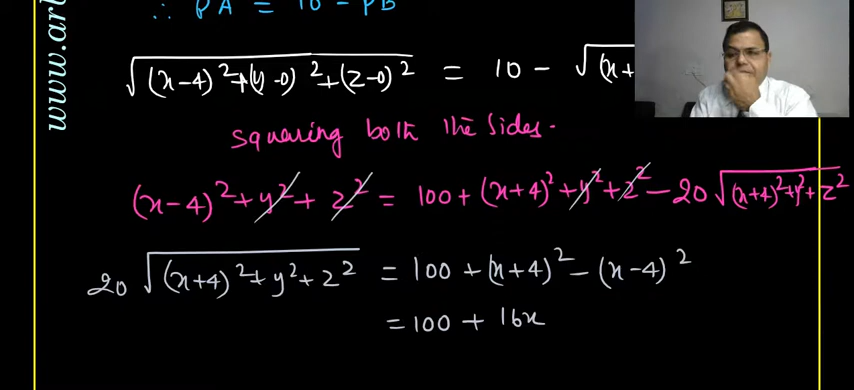 ∴ PA = 10 - PB
www.ar
√((x-4)²+(y-0)²+(z-0)²) = 10 - √((x+
Squaring both the sides.
(x-4)²+y²+z² = 100+(x+4)²+y²+z²-20√((x+4)²+y²+z²)
20√((x+4)²+y²+z²) = 100+(x+4)²-(x-4)²
= 100 + 16x